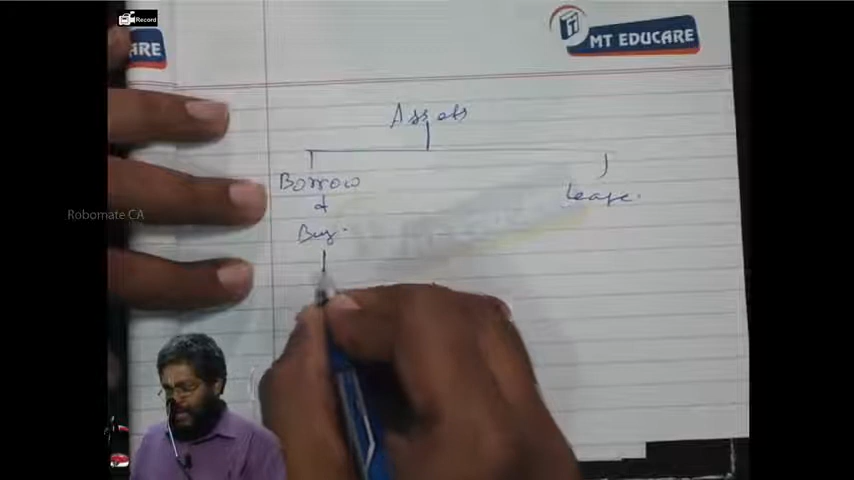 Record
ARE
MT EDUCARE
Assets
Borrow
&
Buy.
Lease.
Robomate CA